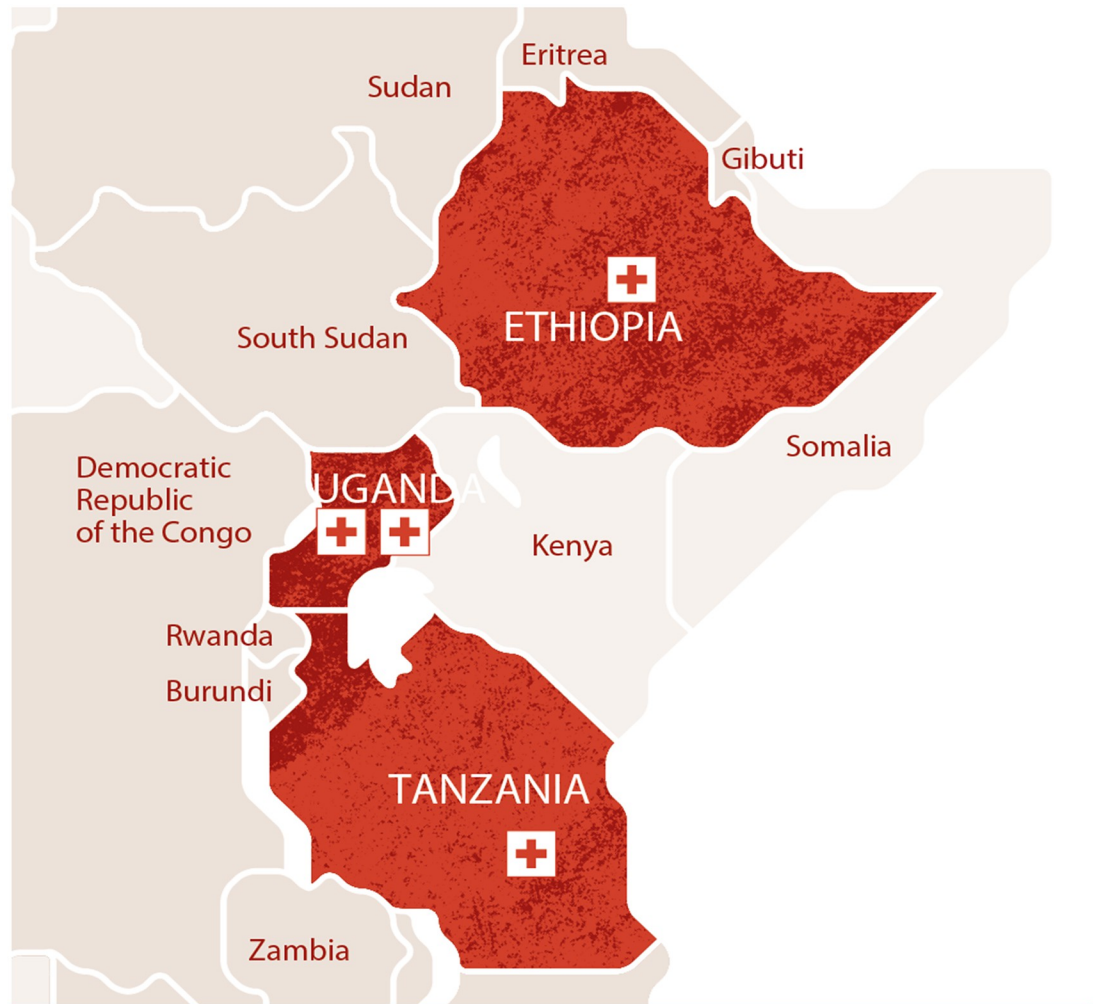 Eritrea
Sudan
Gibuti
ETHIOPIA
South Sudan
Somalia
Democratic
Republic
of the Congo
UGANDA
Kenya
Rwanda
Burundi
TANZANIA
Zambia